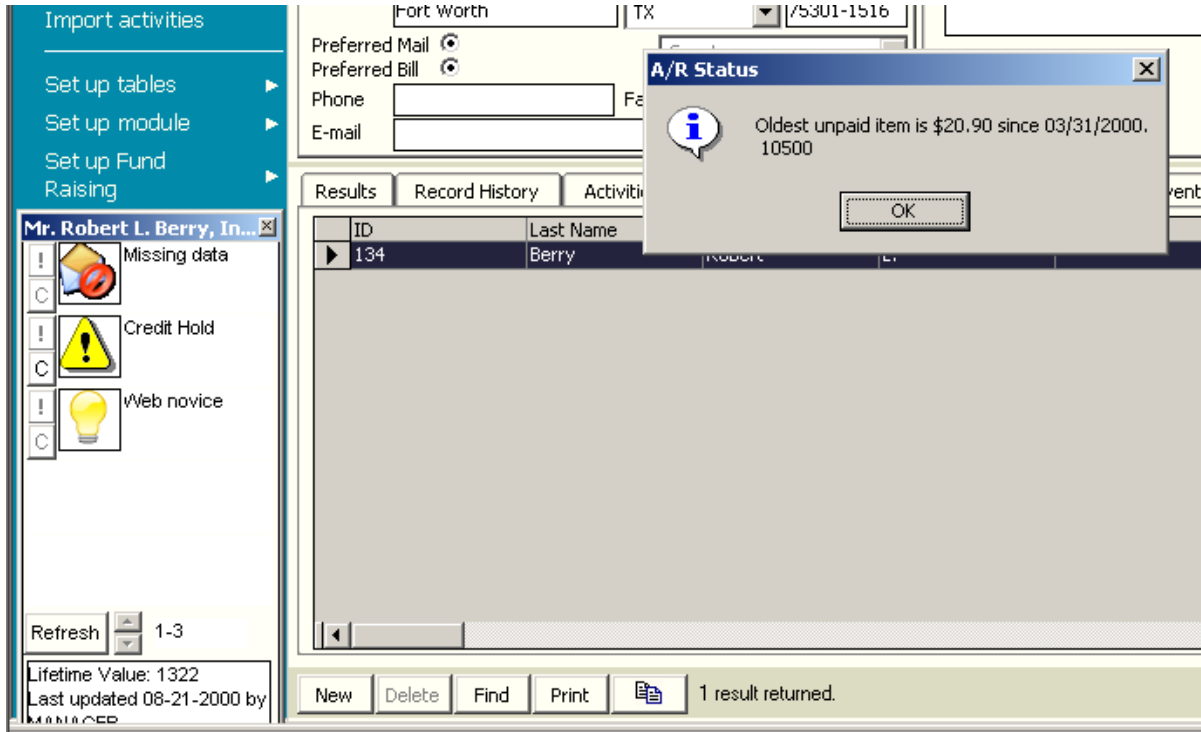 Import activities
Set up tables
Set up module
Set up Fund
Raising
Mr. Robert L. Berry, In...
Missing data
!
C
Credit Hold
!
C
Web novice
!
C
Refresh
1-3
Lifetime Value: 1322
Last updated 08-21-2000 by
MANAGER
Fort Worth
TX
75301-1516
Preferred Mail
Preferred Bill
Phone
E-mail
A/R Status
Oldest unpaid item is $20.90 since 03/31/2000.
10500
OK
Results
Record History
ID
Last Name
134
Berry
Robert
L.
New
Delete
Find
Print
1 result returned.